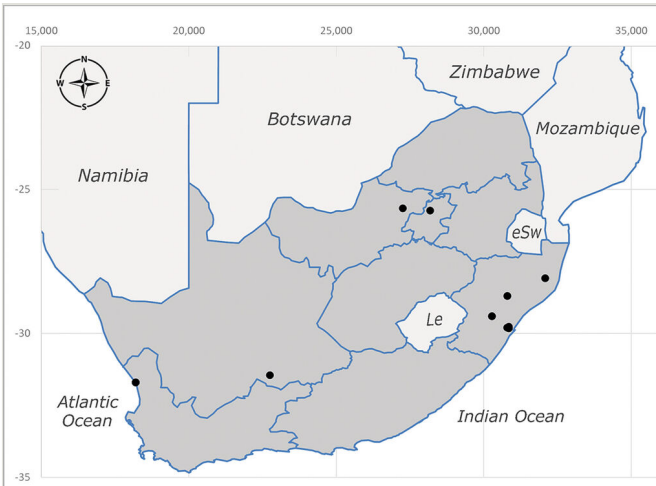 15,000 20,000 25,000 30,000 35,000
-20
N
W E
S
Zimbabwe
Botswana
Mozambique
Namibia
-25
eSw
Le
-30
Atlantic
Ocean
Indian Ocean
-35